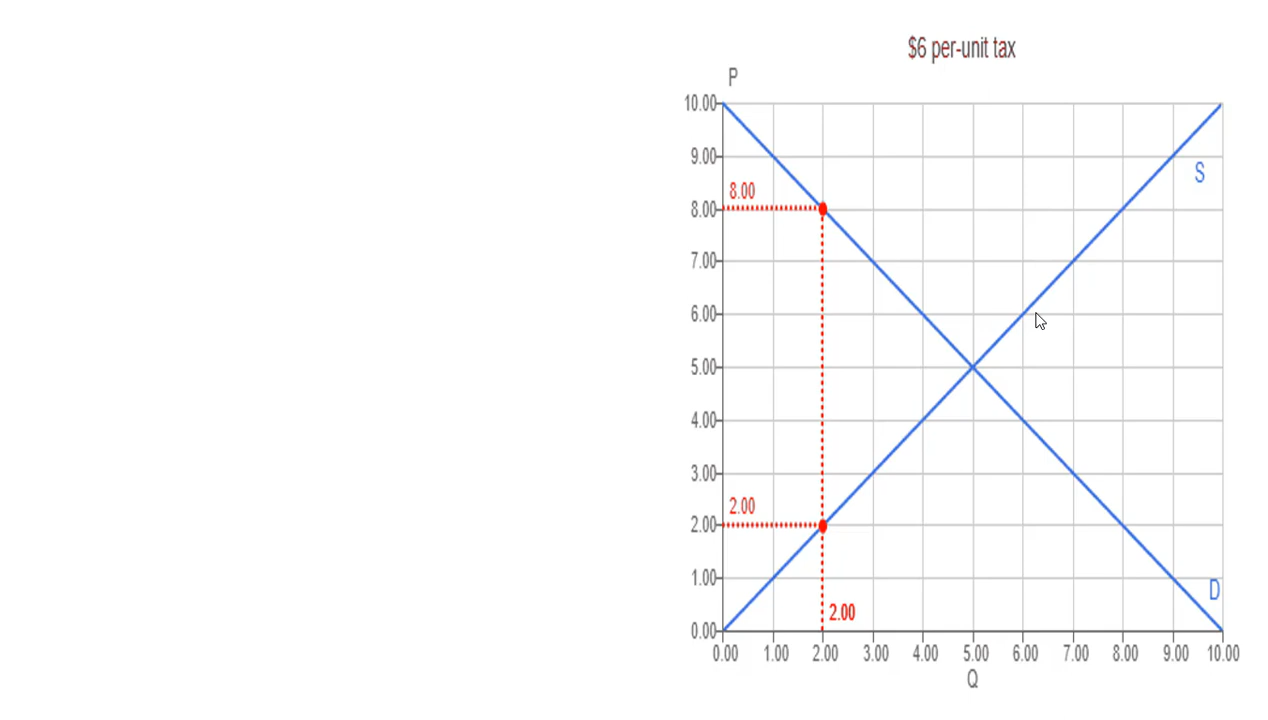 $6 per-unit tax
P
10.00
9.00
S
8.00
8.00
7.00
6.00
5.00
4.00
3.00
2.00
2.00
1.00
D
2.00
0.00
0.00 1.00 2.00 3.00 4.00 5.00 6.00 7.00 8.00 9.00 10.00
Q